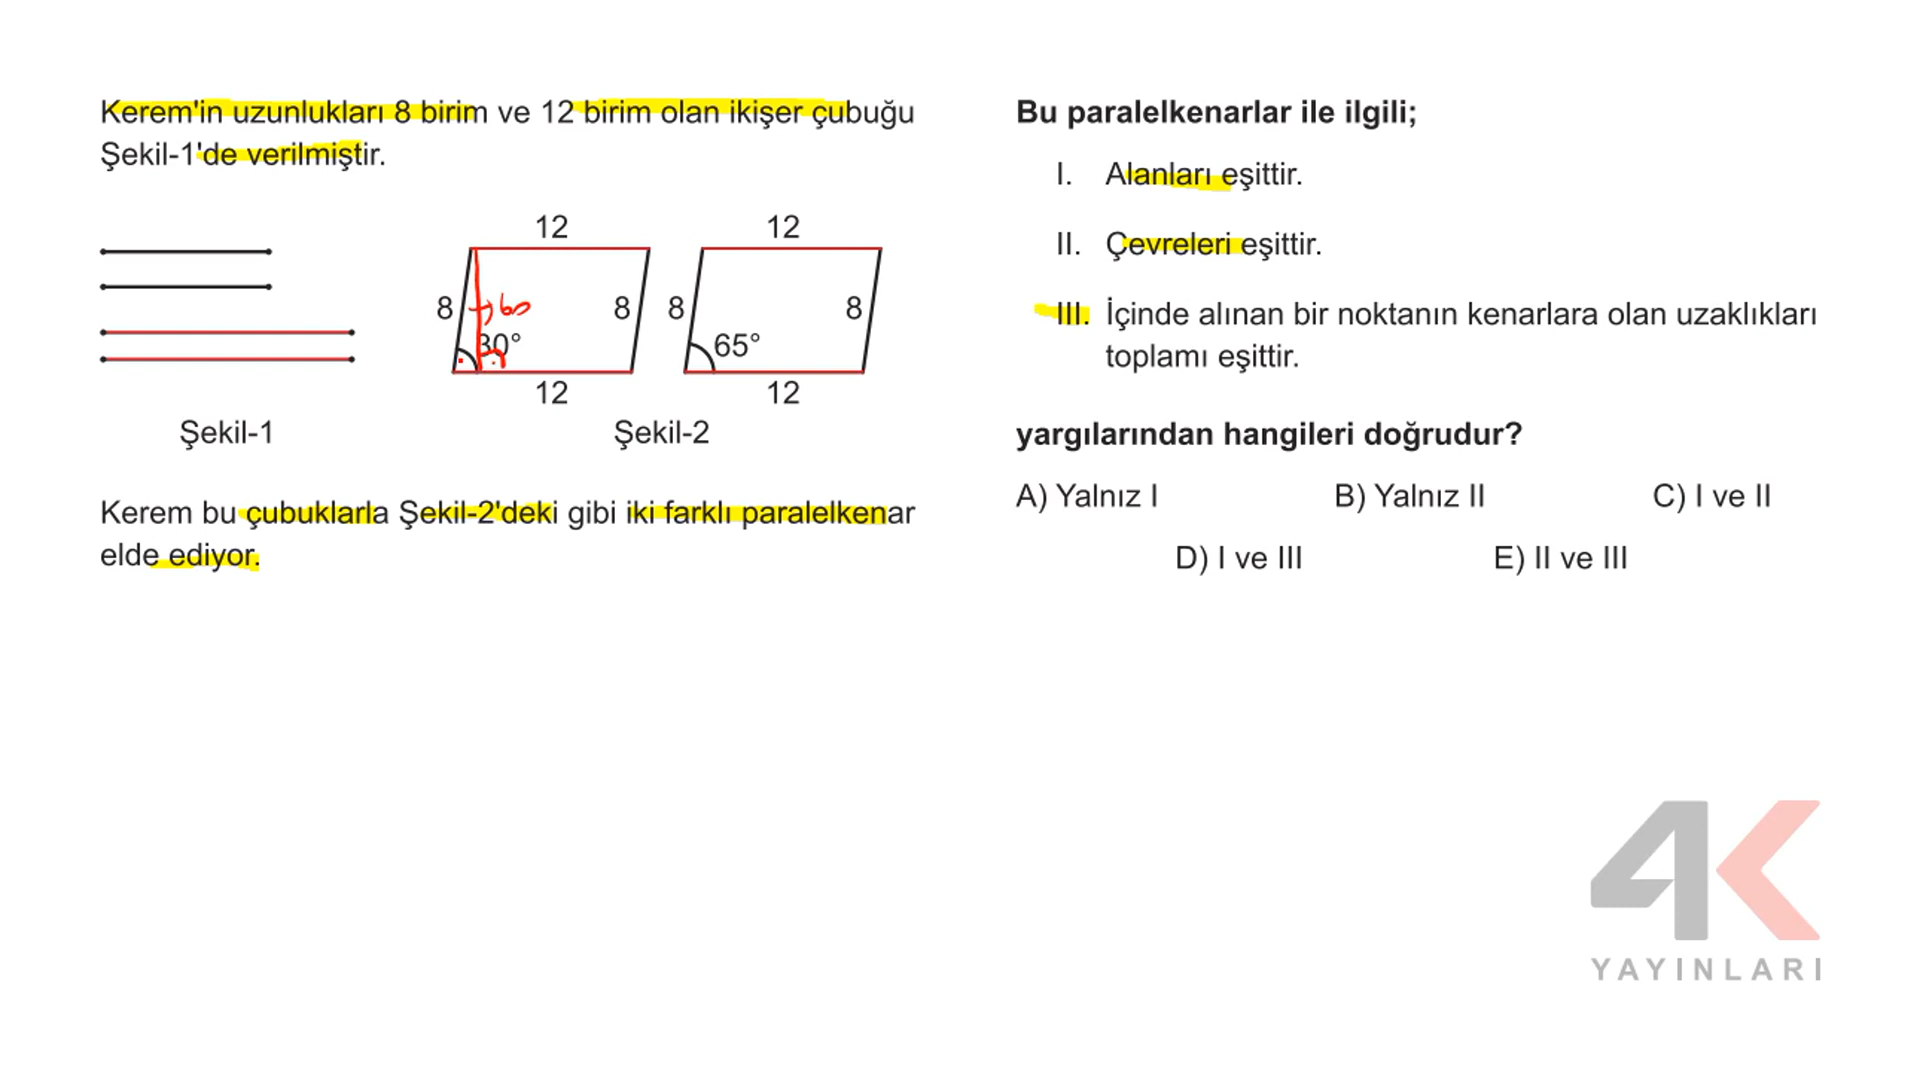 Kerem'in uzunlukları 8 birim ve 12 birim olan ikişer çubuğu
Şekil-1'de verilmiştir.
12
12
8
60
8
8
8
30°
65°
12
12
Şekil-1
Şekil-2
Kerem bu çubuklarla Şekil-2'deki gibi iki farklı paralelkenar
elde ediyor.
Bu paralelkenarlar ile ilgili;
I. Alanları eşittir.
II. Çevreleri eşittir.
III. İçinde alınan bir noktanın kenarlara olan uzaklıkları
toplamı eşittir.
yargılarından hangileri doğrudur?
A) Yalnız I B) Yalnız II C) I ve II
D) I ve III E) II ve III
4K
YAYINLARI